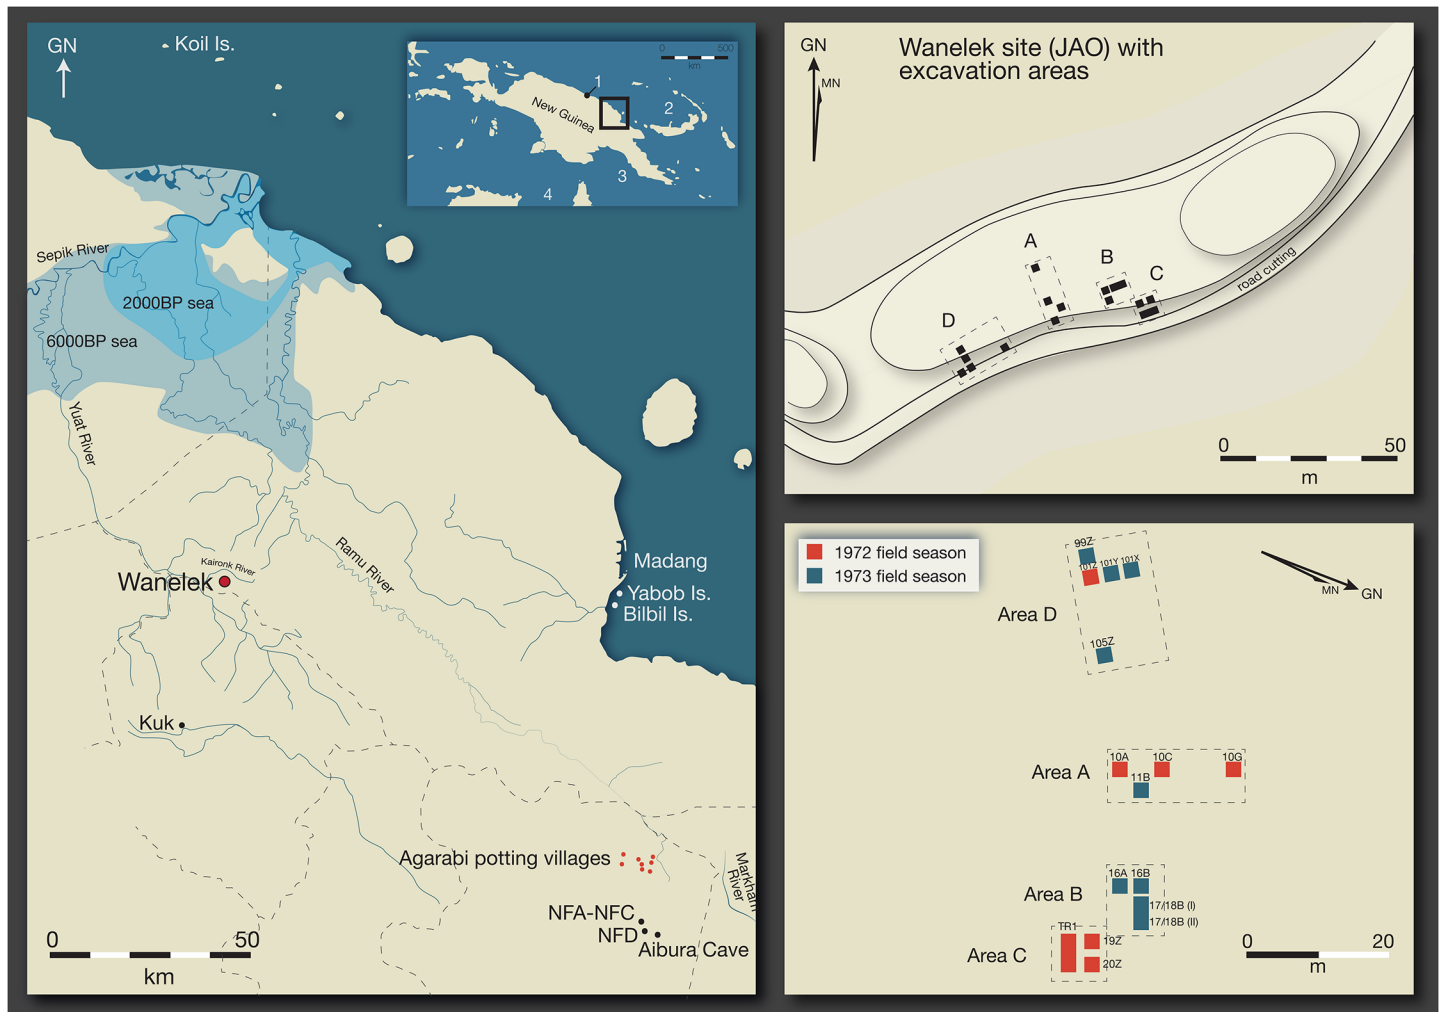 GN
Koil Is.
0 500
km
1
New Guinea
2
3
4
Sepik River
2000BP sea
6000BP sea
Yuat River
Kaironk River
Wanelek
Ramu River
Madang
Yabob Is.
Bilbil Is.
Kuk
Agarabi potting villages
Markham
River
NFA-NFC
NFD
Aibura Cave
0 50
km
GN
MN
Wanelek site (JAO) with
excavation areas
A
B
C
D
road cutting
0 50
m
1972 field season
1973 field season
MN
GN
99Z
101Z 101Y 101X
Area D
105Z
10A 10C 10G
Area A
11B
16A 16B
Area B
17/18B (I)
17/18B (II)
TR1
19Z
Area C
20Z
0 20
m